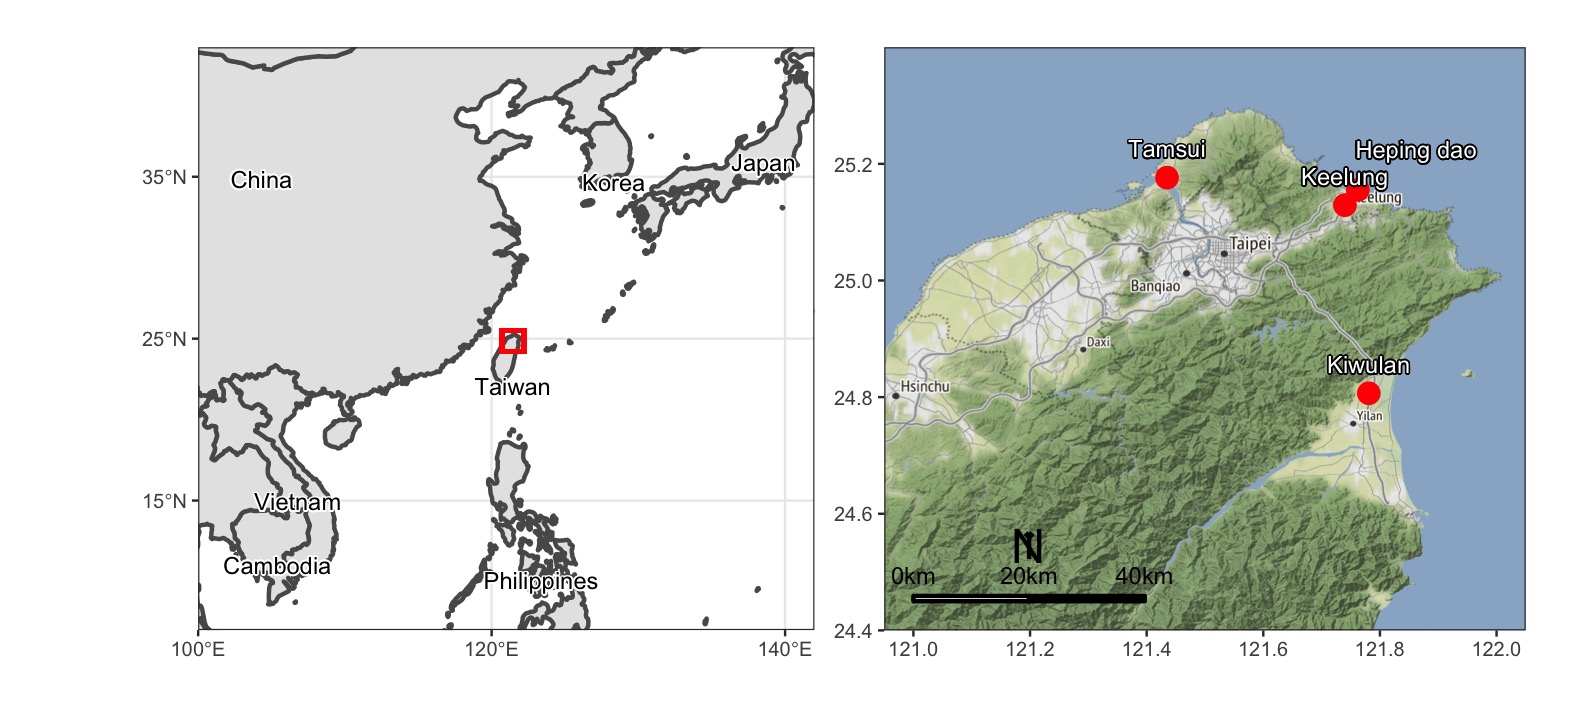 China
Korea
Japan
Taiwan
Vietnam
Cambodia
Philippines
35°N
25°N
15°N
100°E
120°E
140°E
Tamsui
Heping dao
Keelung
eelung
Taipei
Banqiao
Daxi
Hsinchu
Kiwulan
Yilan
N
0km
20km
40km
25.2
25.0
24.8
24.6
24.4
121.0
121.2
121.4
121.6
121.8
122.0